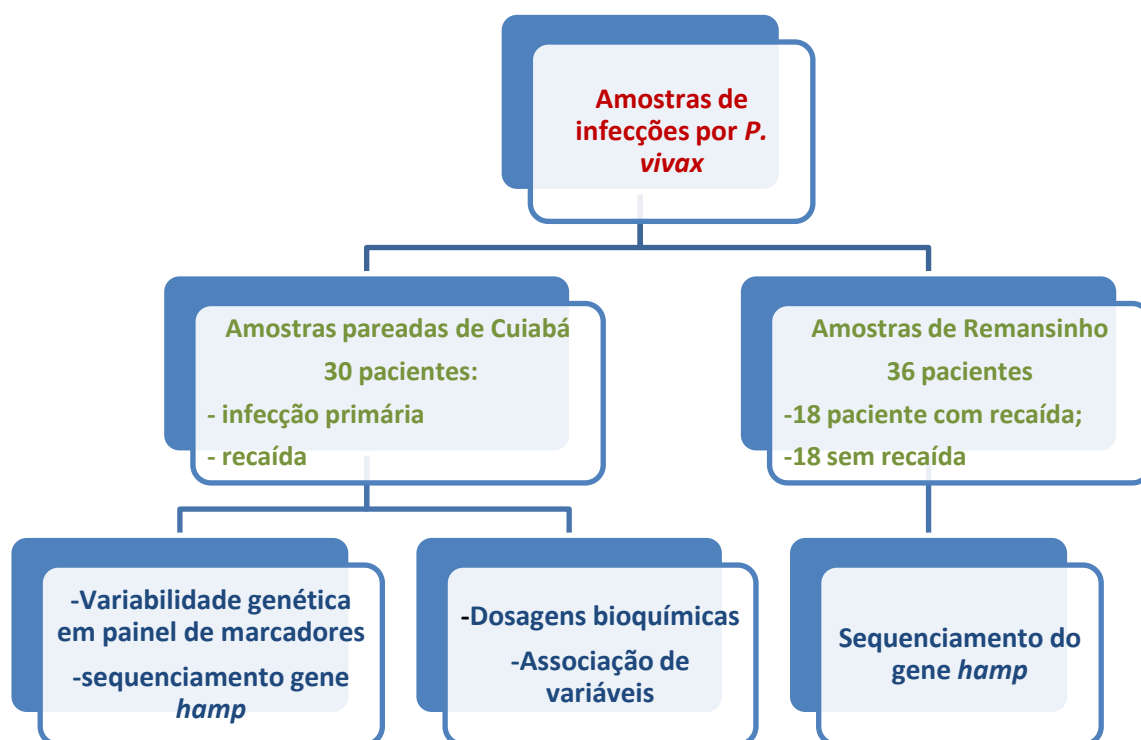 Amostras de
infecções por P.
vivax
Amostras pareadas de Cuiabá
30 pacientes:
- infecção primária
- recaída
Amostras de Remansinho
36 pacientes
-18 paciente com recaída;
-18 sem recaída
-Variabilidade genética
em painel de marcadores
-sequenciamento gene
hamp
-Dosagens bioquímicas
-Associação de
variáveis
Sequenciamento do
gene hamp